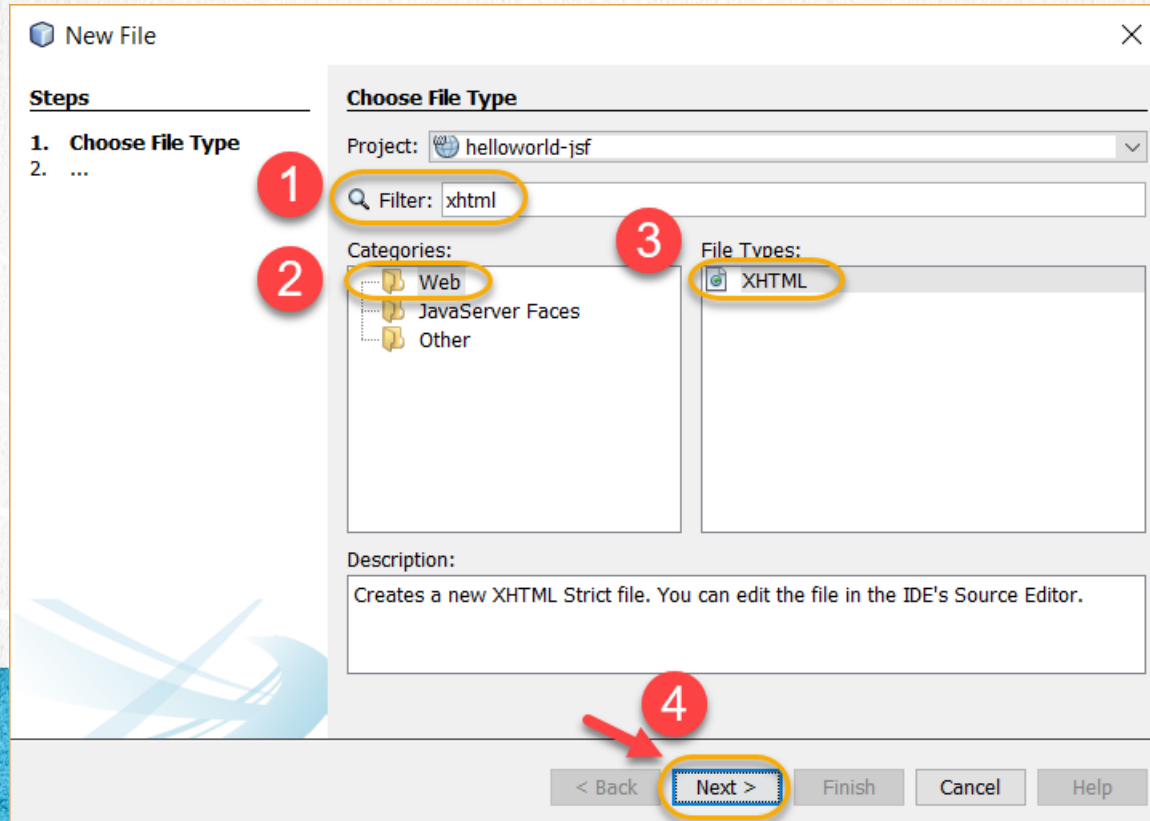 New File
Steps
1. Choose File Type
2. ...
Choose File Type
Project: helloworld-jsf
1
Filter: xhtml
Categories:
2
Web
JavaServer Faces
Other
3
File Types:
XHTML
Description:
Creates a new XHTML Strict file. You can edit the file in the IDE's Source Editor.
4
< Back Next > Finish Cancel Help